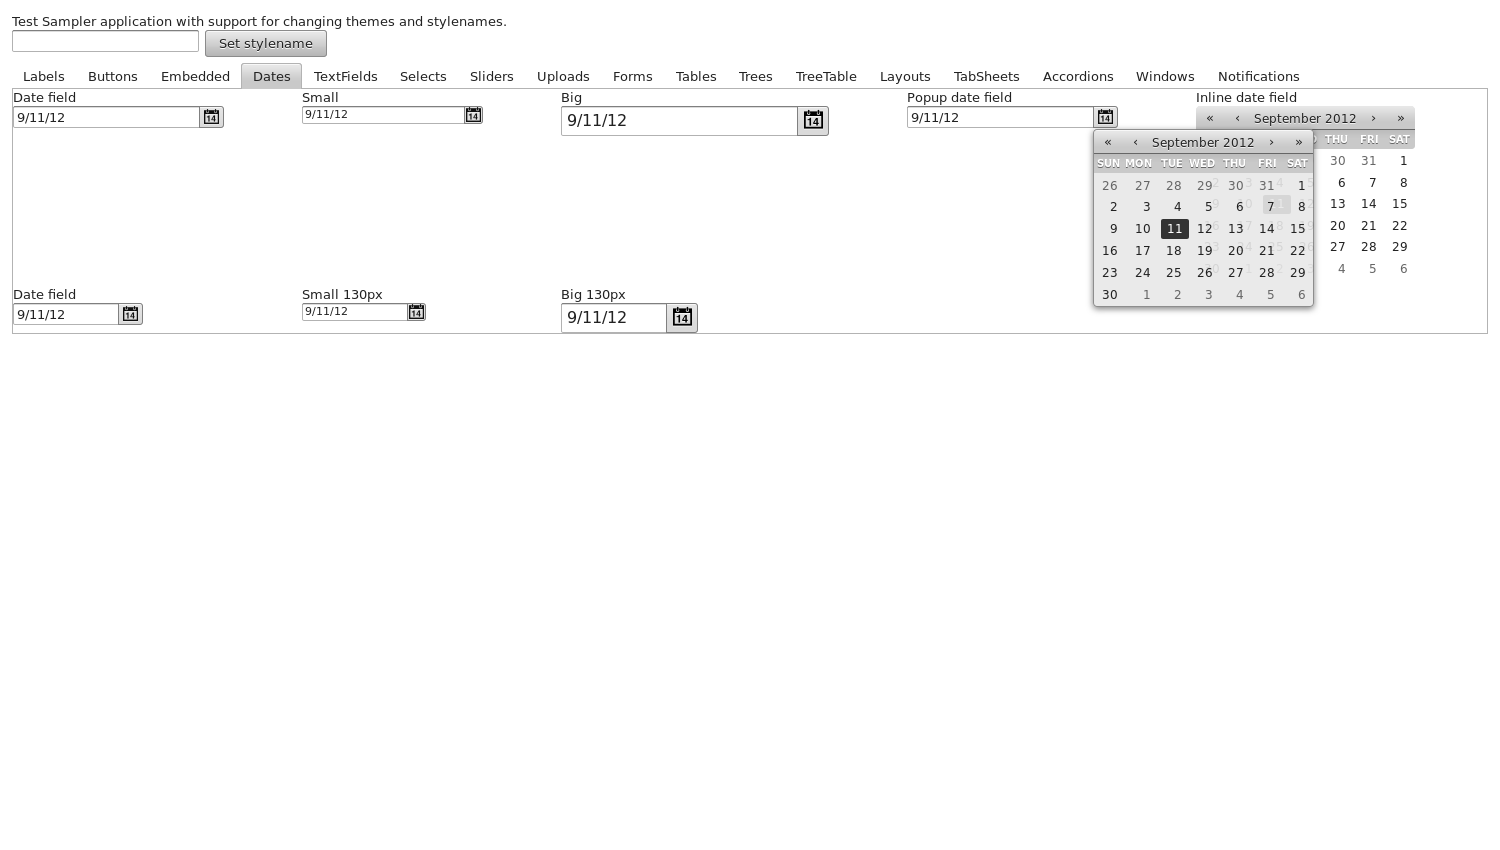 Test Sampler application with support for changing themes and stylenames.
Set stylename
Labels Buttons Embedded Dates TextFields Selects Sliders Uploads Forms Tables Trees TreeTable Layouts TabSheets Accordions Windows Notifications
Date field Small Big Popup date field Inline date field
9/11/12 14 9/11/12 14 9/11/12 14 9/11/12 14 « ‹ September 2012 › »
« ‹ September 2012 › » THU FRI SAT
SUN MON TUE WED THU FRI SAT 30 31 1
26 27 28 29 30 31 1 6 7 8
2 3 4 5 6 7 8 13 14 15
9 10 11 12 13 14 15 20 21 22
16 17 18 19 20 21 22 27 28 29
23 24 25 26 27 28 29 4 5 6
30 1 2 3 4 5 6
Date field Small 130px Big 130px
9/11/12 14 9/11/12 14 9/11/12 14